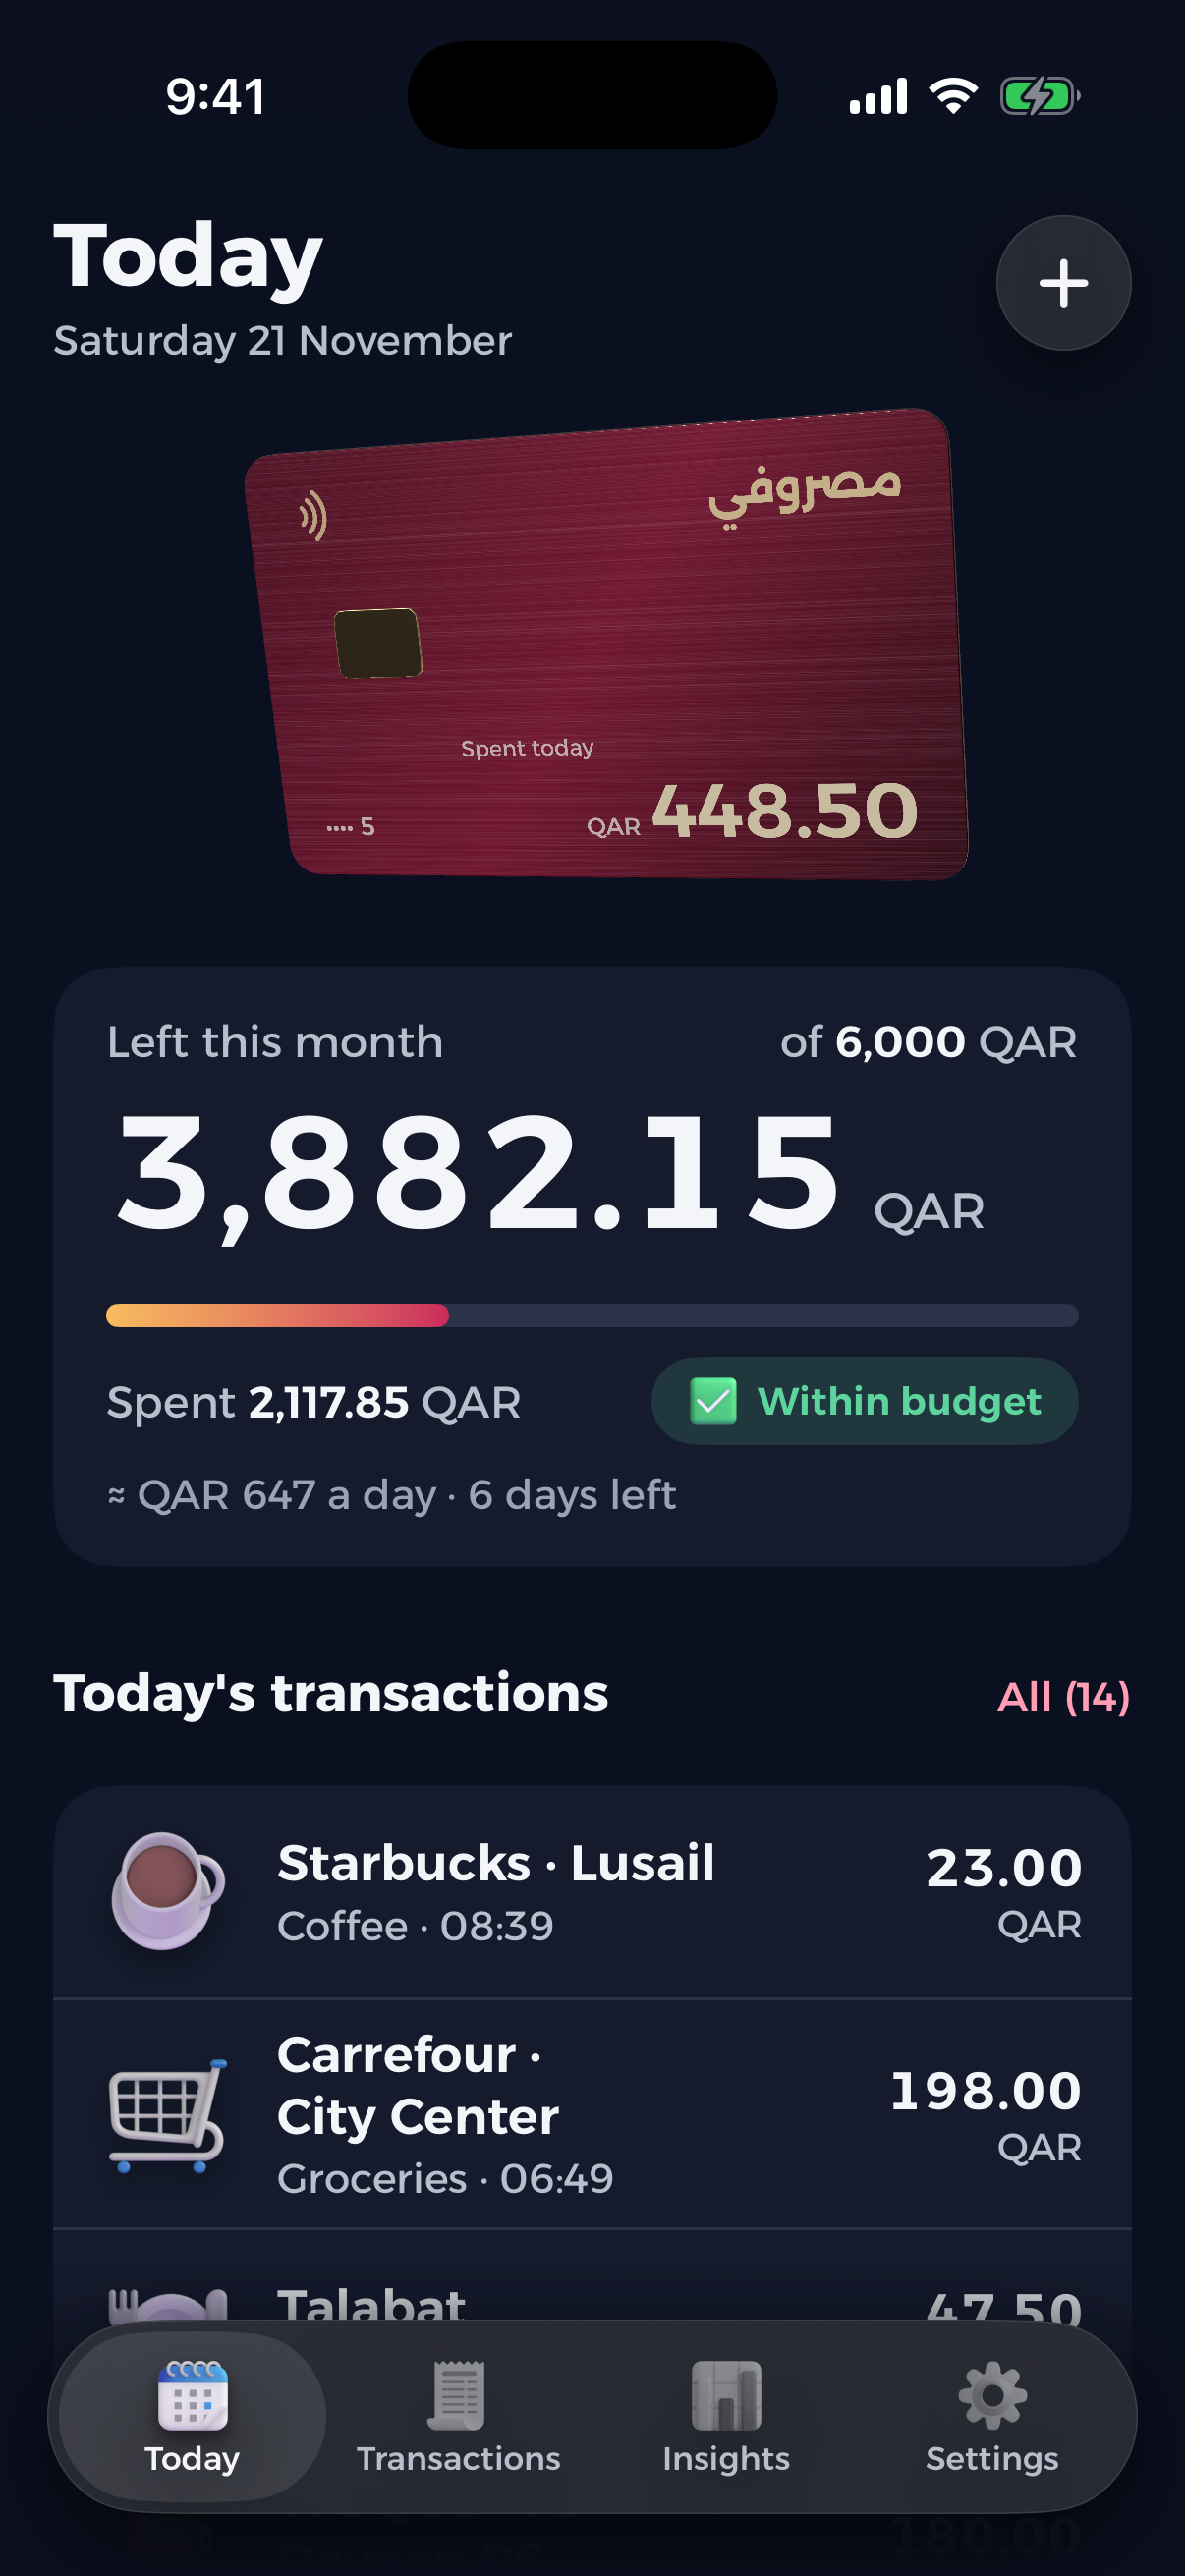 9:41
Today
Saturday 21 November
مصروفي
Spent today
•••• 5 QAR 448.50
Left this month of 6,000 QAR
3,882.15 QAR
Spent 2,117.85 QAR Within budget
≈ QAR 647 a day · 6 days left
Today's transactions All (14)
Starbucks · Lusail 23.00
Coffee · 08:39 QAR
Carrefour ·
City Center 198.00
Groceries · 06:49 QAR
Talabat 47.50
Today Transactions Insights Settings
180.00